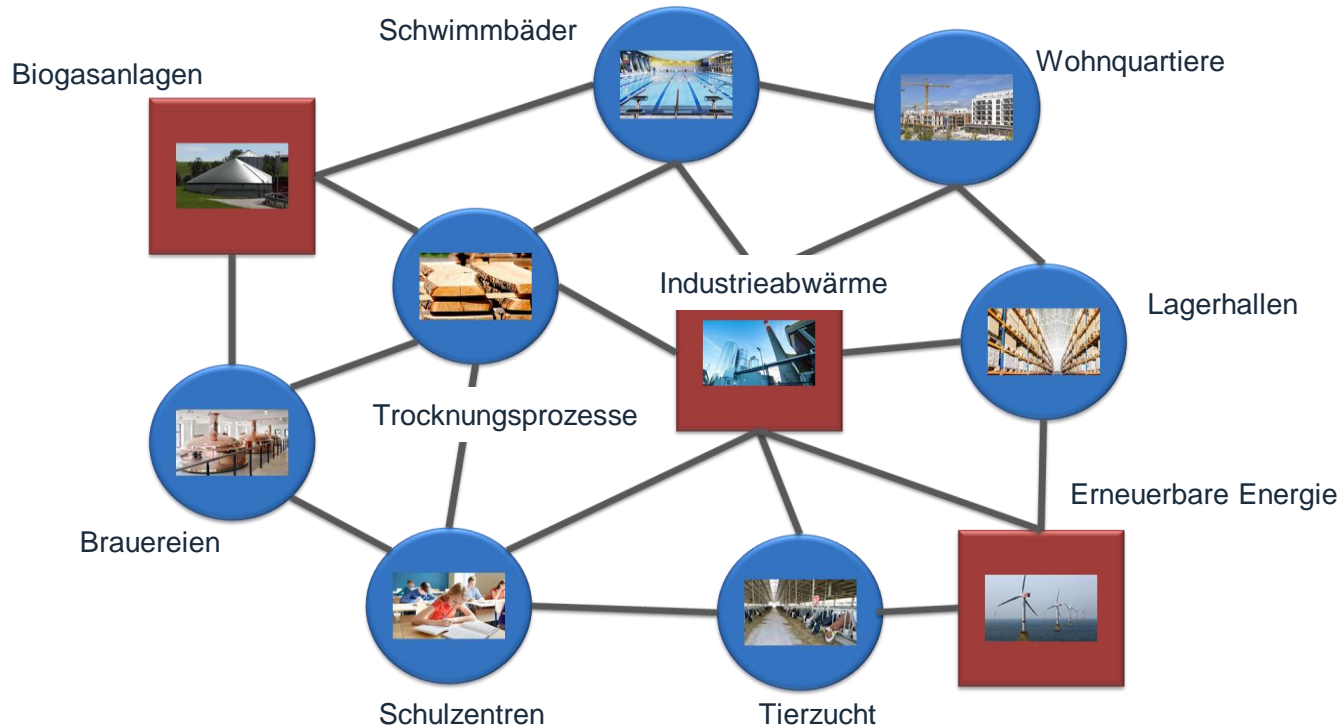 Schwimmbäder
Wohnquartiere
Biogasanlagen
Industrieabwärme
Lagerhallen
Trocknungsprozesse
Erneuerbare Energie
Brauereien
Schulzentren
Tierzucht